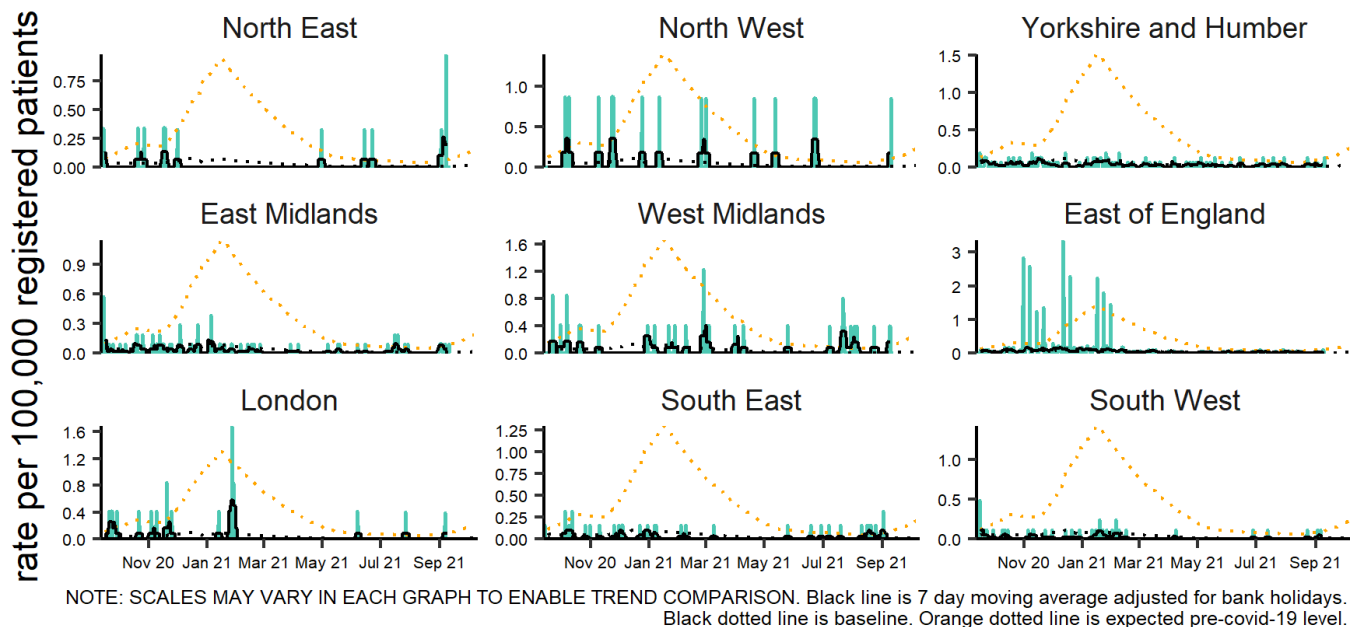 rate per 100,000 registered patients
North East
North West
Yorkshire and Humber
0.75
0.50
0.25
0.00
1.0
0.5
0.0
1.5
1.0
0.5
0.0
East Midlands
West Midlands
East of England
0.9
0.6
0.3
0.0
1.6
1.2
0.8
0.4
0.0
3
2
1
0
London
South East
South West
1.6
1.2
0.8
0.4
0.0
1.25
1.00
0.75
0.50
0.25
0.00
1.0
0.5
0.0
Nov 20 Jan 21 Mar 21 May 21 Jul 21 Sep 21
Nov 20 Jan 21 Mar 21 May 21 Jul 21 Sep 21
Nov 20 Jan 21 Mar 21 May 21 Jul 21 Sep 21
NOTE: SCALES MAY VARY IN EACH GRAPH TO ENABLE TREND COMPARISON. Black line is 7 day moving average adjusted for bank holidays.
Black dotted line is baseline. Orange dotted line is expected pre-covid-19 level.